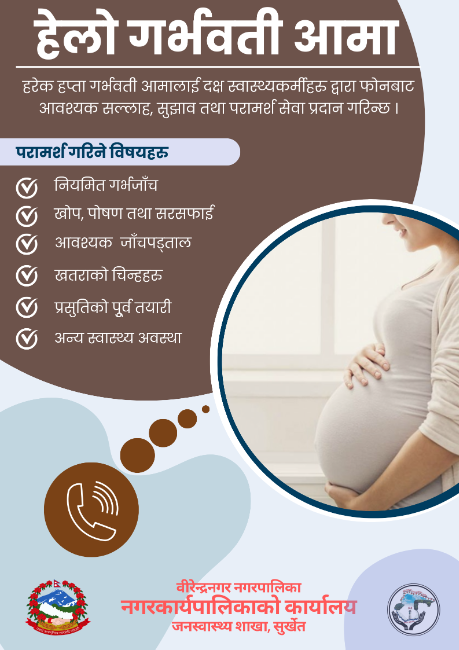 हेलो गर्भवती आमा
हरेक हप्ता गर्भवती आमालाई दक्ष स्वास्थ्यकर्मीहरु द्वारा फोनबाट
आवश्यक सल्लाह, सुझाव तथा परामर्श सेवा प्रदान गरिन्छ ।
परामर्श गरिने विषयहरु
नियमित गर्भजाँच
खोप, पोषण तथा सरसफाई
आवश्यक जाँचपड्ताल
खतराको चिन्हहरु
प्रसुतिको पूर्व तयारी
अन्य स्वास्थ्य अवस्था
वीरेन्द्रनगर नगरपालिका
नगरकार्यपालिकाको कार्यालय
जनस्वास्थ्य शाखा, सुर्खेत